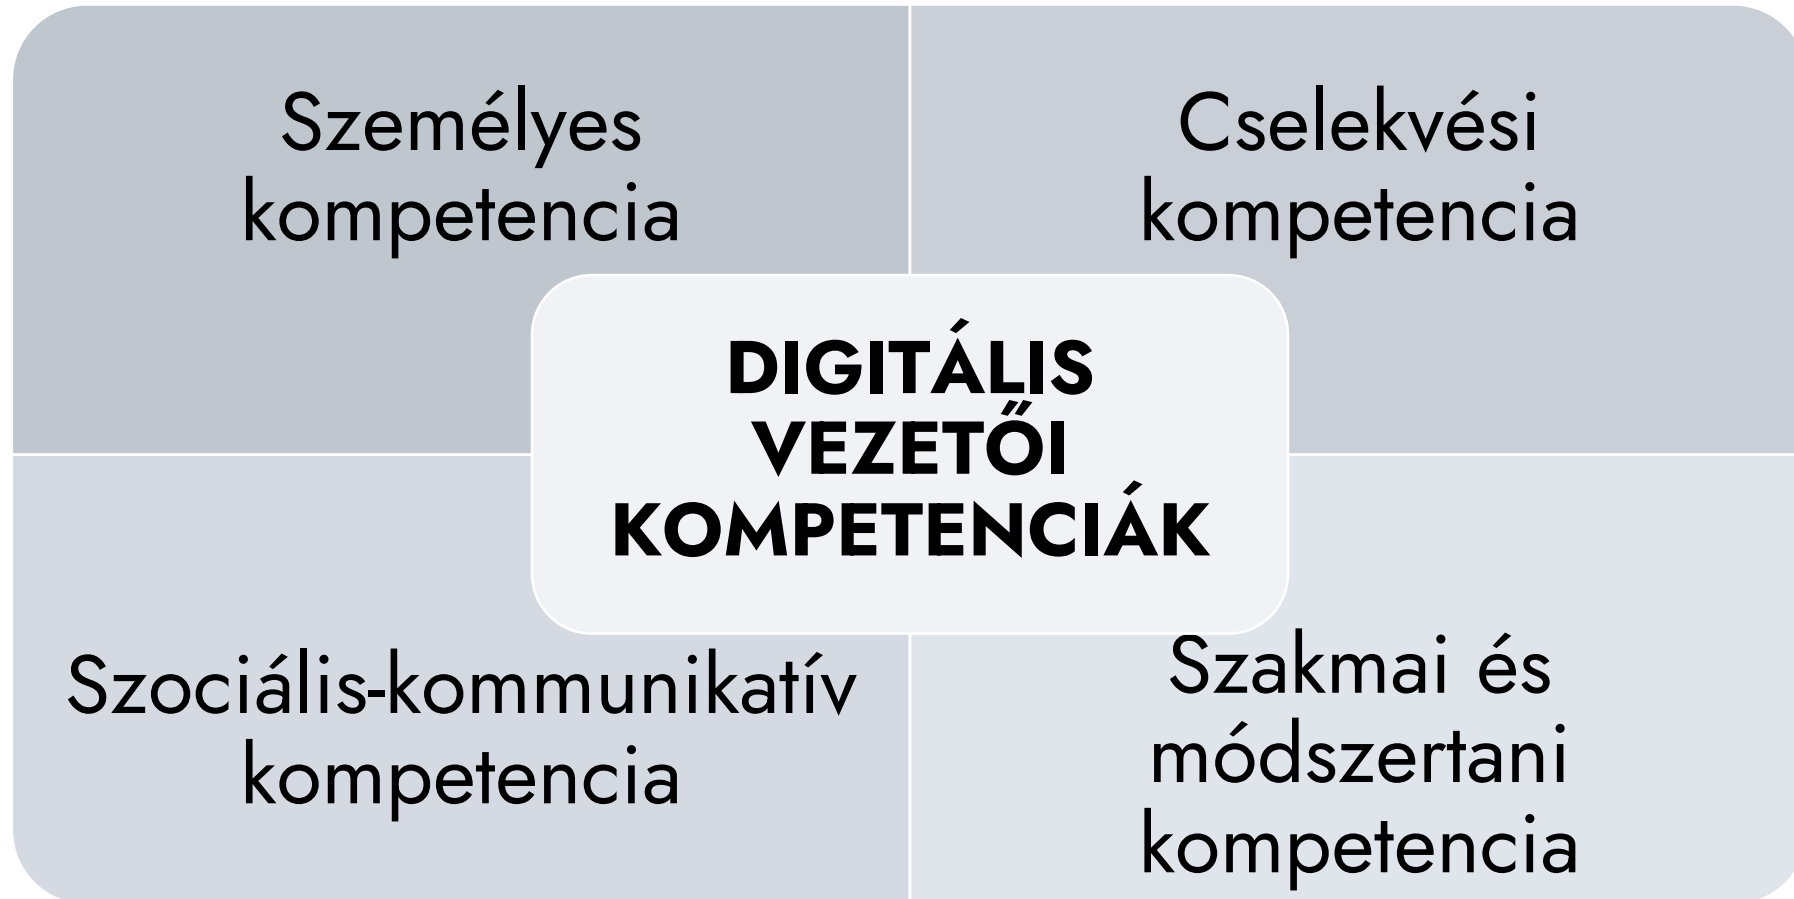 Személyes
kompetencia
Cselekvési
kompetencia
DIGITÁLIS
VEZETŐI
KOMPETENCIÁK
Szociális-kommunikatív
kompetencia
Szakmai és
módszertani
kompetencia